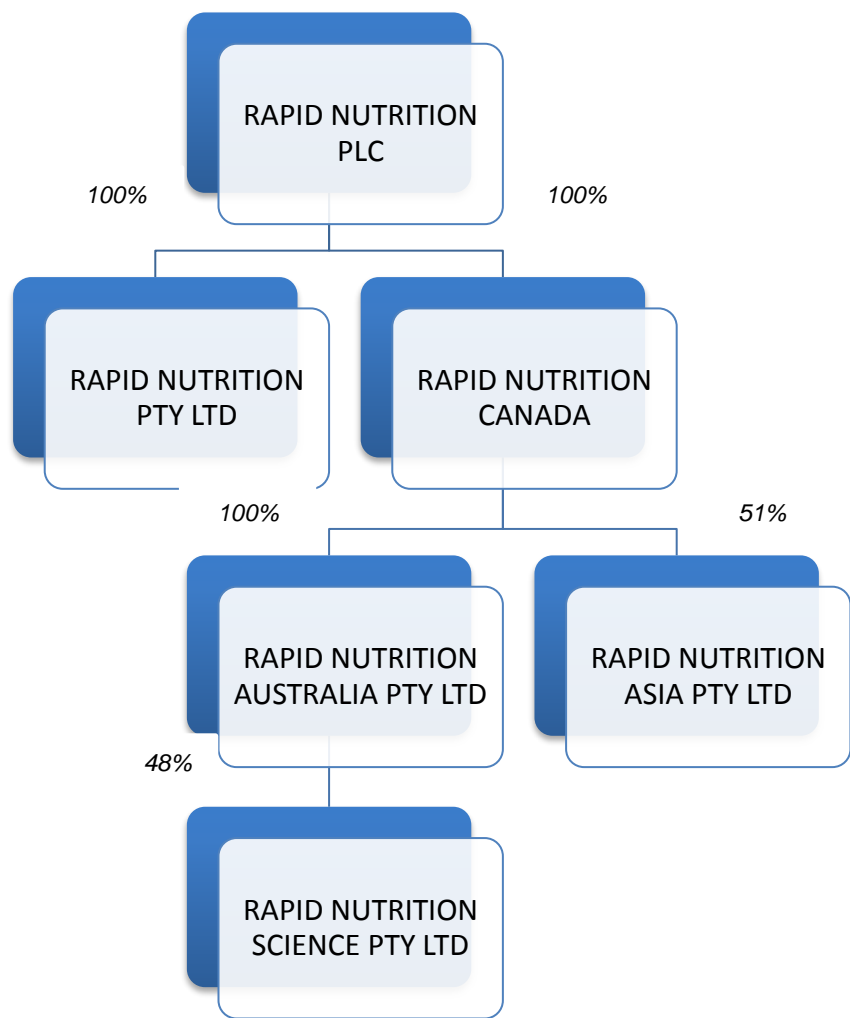 RAPID NUTRITION
PLC
100%
100%
RAPID NUTRITION
PTY LTD
RAPID NUTRITION
CANADA
100%
51%
RAPID NUTRITION
AUSTRALIA PTY LTD
RAPID NUTRITION
ASIA PTY LTD
48%
RAPID NUTRITION
SCIENCE PTY LTD